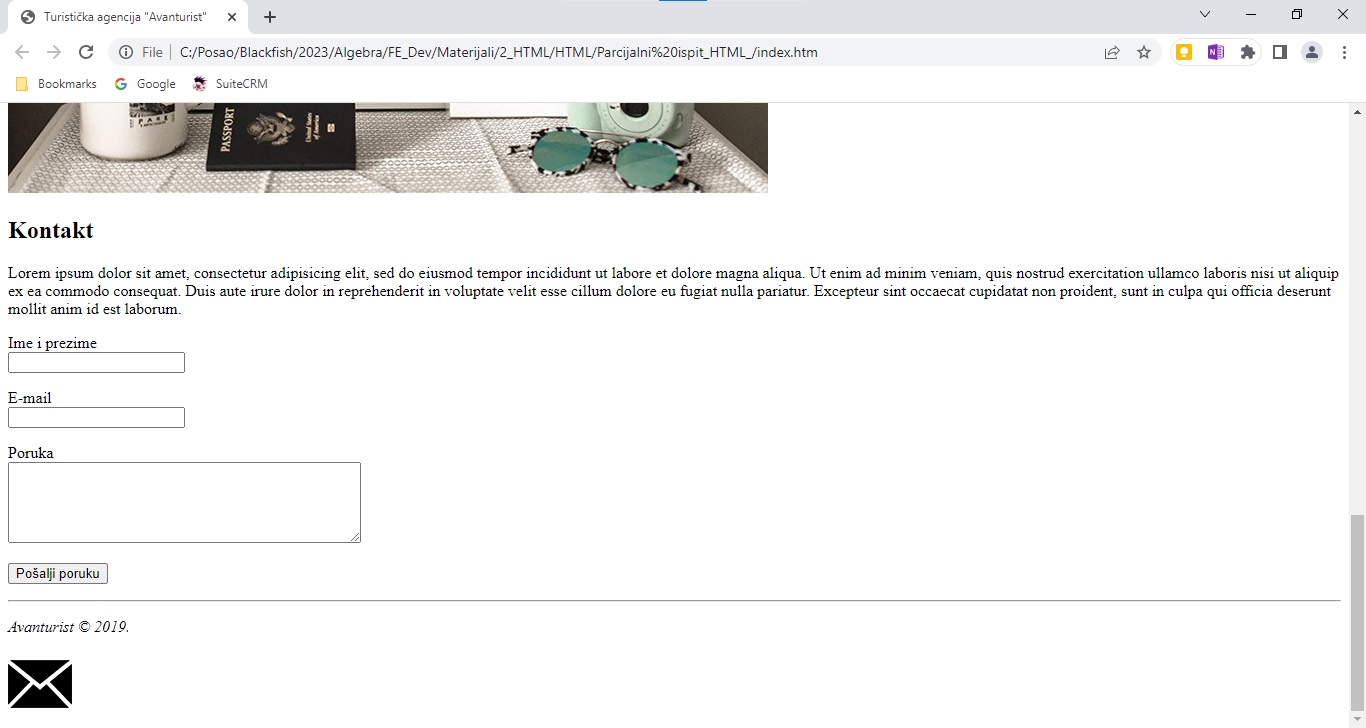 Turistička agencija "Avanturist"
File
C:/Posao/Blackfish/2023/Algebra/FE_Dev/Materijali/2_HTML/HTML/Parcijalni%20ispit_HTML_/index.htm
Bookmarks Google SuiteCRM
PARK
PASSPORT
United States
of America
Kontakt
Lorem ipsum dolor sit amet, consectetur adipisicing elit, sed do eiusmod tempor incididunt ut labore et dolore magna aliqua. Ut enim ad minim veniam, quis nostrud exercitation ullamco laboris nisi ut aliquip
ex ea commodo consequat. Duis aute irure dolor in reprehenderit in voluptate velit esse cillum dolore eu fugiat nulla pariatur. Excepteur sint occaecat cupidatat non proident, sunt in culpa qui officia deserunt
mollit anim id est laborum.
Ime i prezime
E-mail
Poruka
Pošalji poruku
Avanturist © 2019.